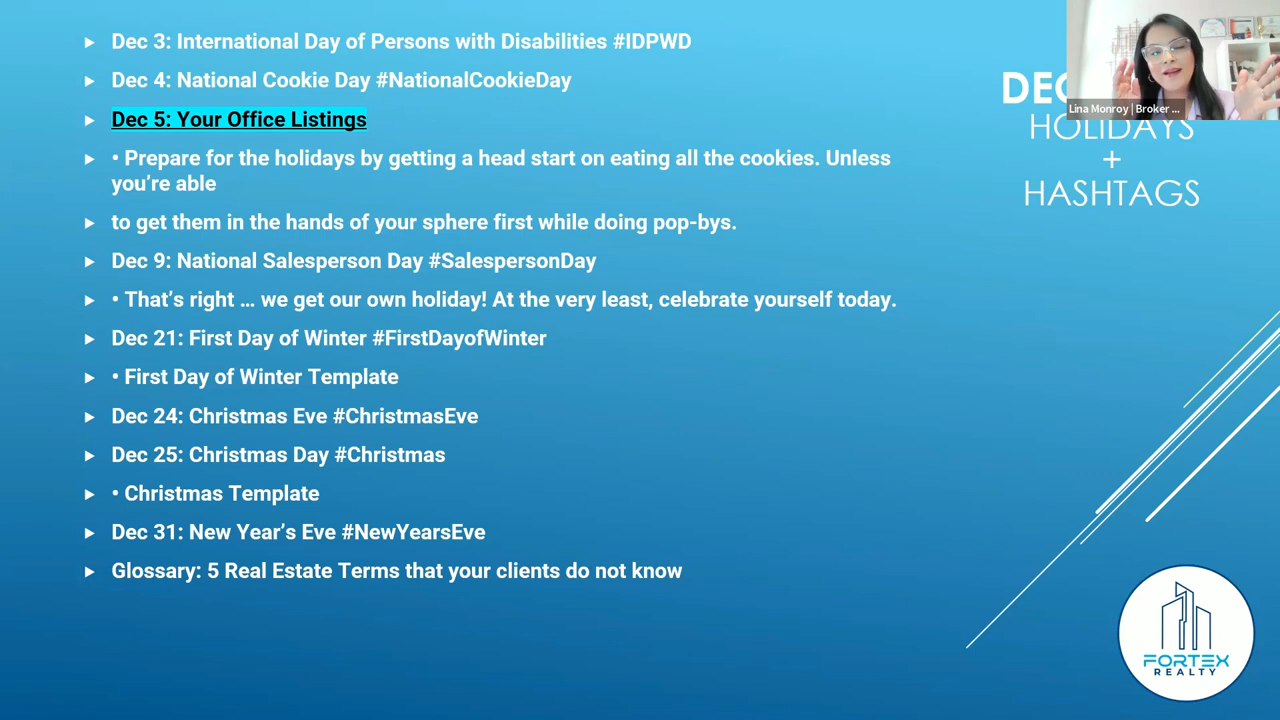 Dec 3: International Day of Persons with Disabilities #IDPWD
Dec 4: National Cookie Day #NationalCookieDay
Dec 5: Your Office Listings
• Prepare for the holidays by getting a head start on eating all the cookies. Unless
you’re able
to get them in the hands of your sphere first while doing pop-bys.
Dec 9: National Salesperson Day #SalespersonDay
• That’s right … we get our own holiday! At the very least, celebrate yourself today.
Dec 21: First Day of Winter #FirstDayofWinter
• First Day of Winter Template
Dec 24: Christmas Eve #ChristmasEve
Dec 25: Christmas Day #Christmas
• Christmas Template
Dec 31: New Year’s Eve #NewYearsEve
Glossary: 5 Real Estate Terms that your clients do not know
Lina Monroy | Broker ...
HOLIDAYS
+
HASHTAGS
FORTEX
REALTY